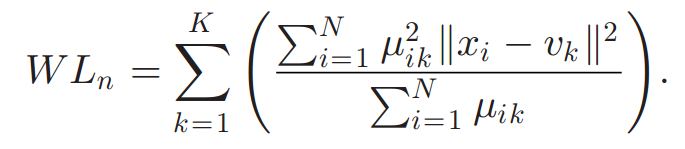 $WL_n = \sum_{k=1}^{K} \left( \frac{\sum_{i=1}^{N} \mu_{ik}^{2} \| x_i - v_k \|^2}{\sum_{i=1}^{N} \mu_{ik}} \right).$